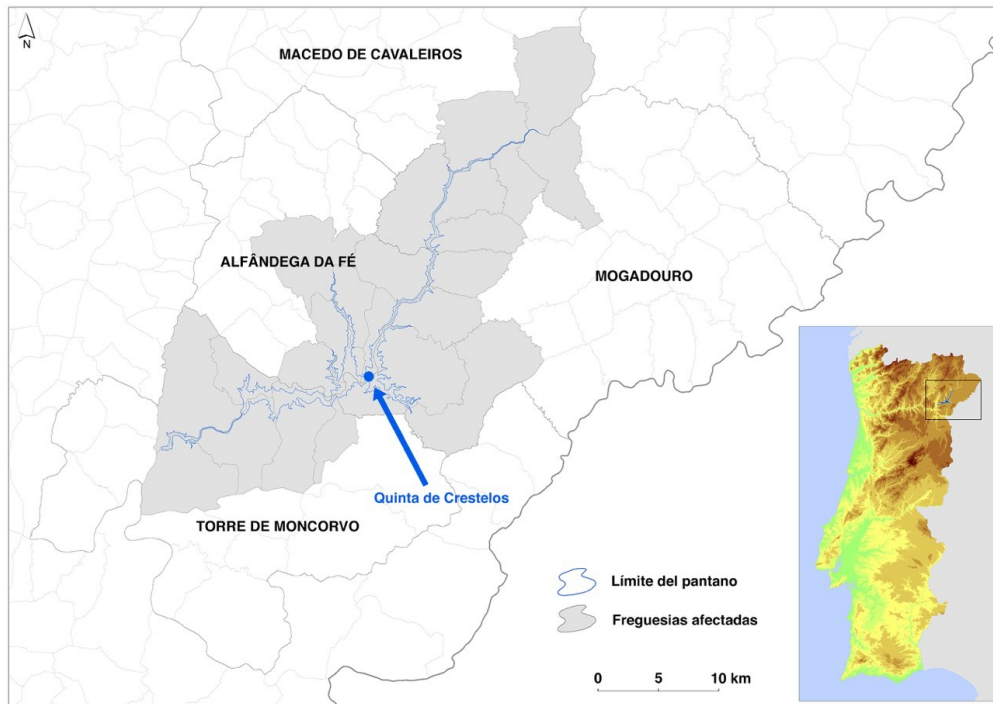 N
MACEDO DE CAVALEIROS
ALFÂNDEGA DA FÉ
MOGADOURO
Quinta de Crestelos
TORRE DE MONCORVO
Límite del pantano
Freguesias afectadas
0 5 10 km